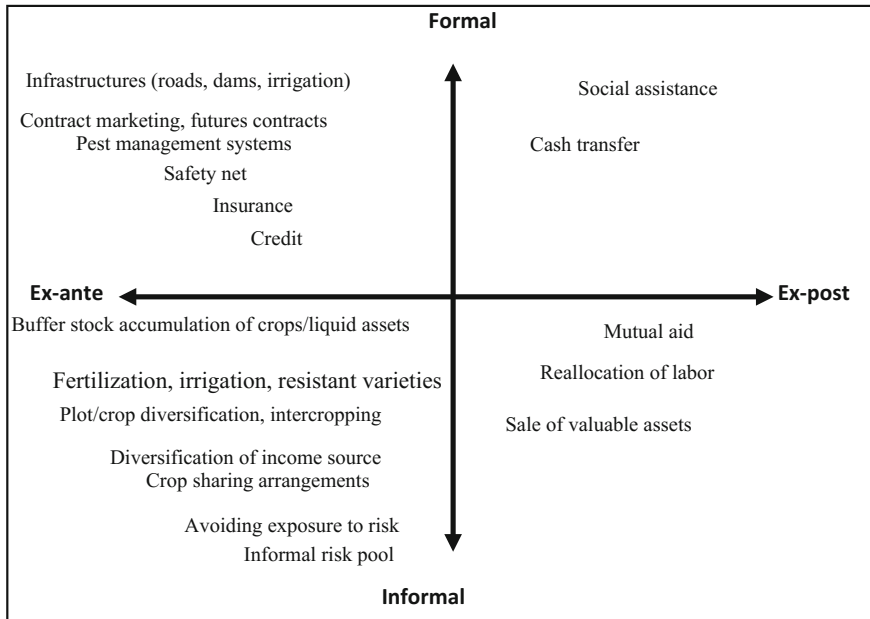 Formal
Infrastructures (roads, dams, irrigation)
Social assistance
Contract marketing, futures contracts
Pest management systems
Cash transfer
Safety net
Insurance
Credit
Ex-ante
Ex-post
Buffer stock accumulation of crops/liquid assets
Mutual aid
Fertilization, irrigation, resistant varieties
Reallocation of labor
Plot/crop diversification, intercropping
Sale of valuable assets
Diversification of income source
Crop sharing arrangements
Avoiding exposure to risk
Informal risk pool
Informal